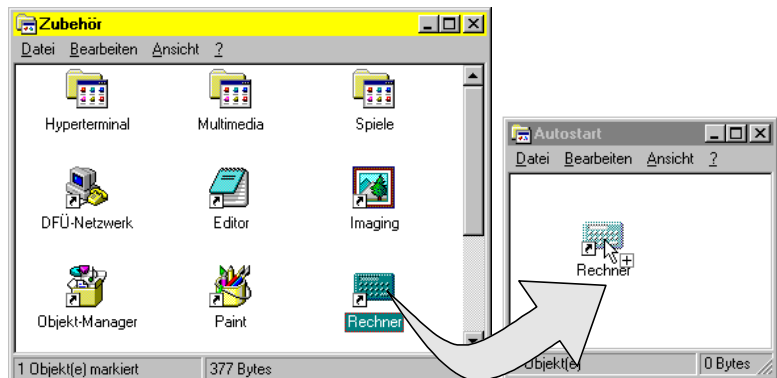 Zubehör
Datei Bearbeiten Ansicht ?
Hyperterminal Multimedia Spiele
DFÜ-Netzwerk Editor Imaging
Objekt-Manager Paint Rechner
1 Objekt(e) markiert 377 Bytes
Autostart
Datei Bearbeiten Ansicht ?
Rechner
Objekt(e) 0 Bytes